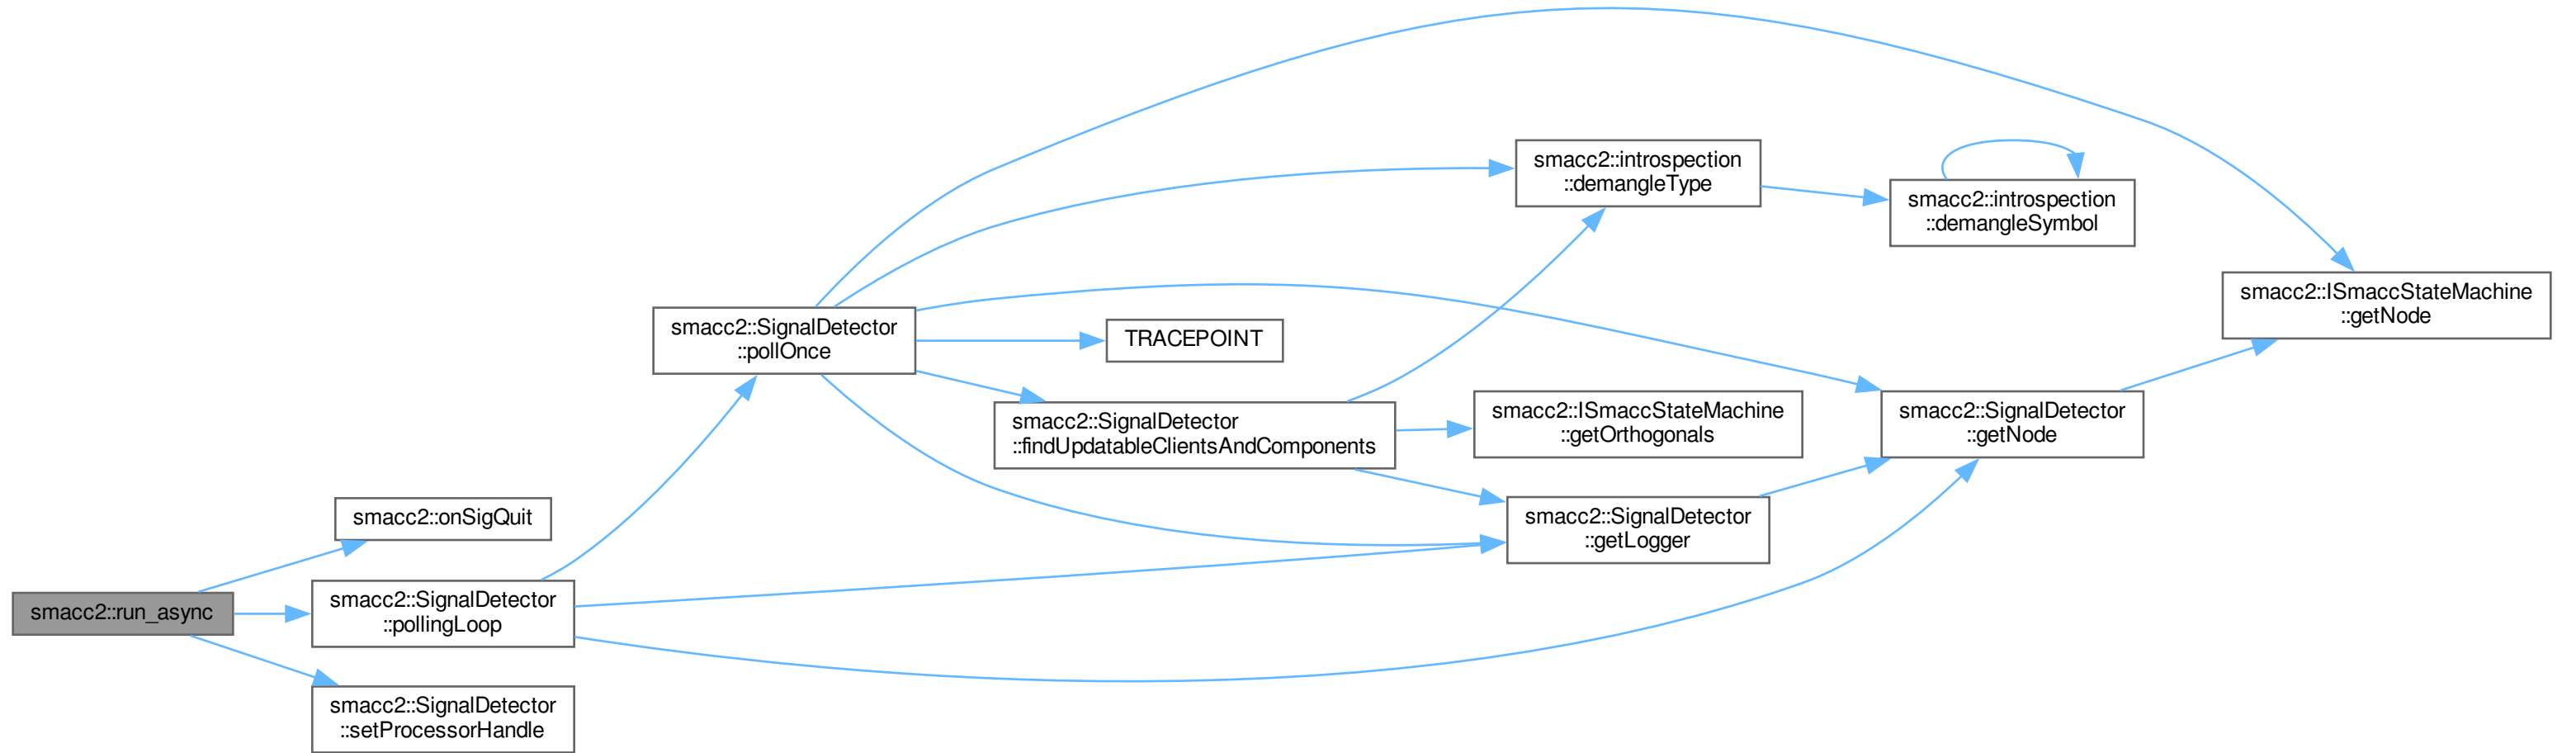 smacc2::run_async
smacc2::onSigQuit
smacc2::SignalDetector
::pollingLoop
smacc2::SignalDetector
::setProcessorHandle
smacc2::SignalDetector
::pollOnce
TRACEPOINT
smacc2::SignalDetector
::findUpdatableClientsAndComponents
smacc2::introspection
::demangleType
smacc2::ISmaccStateMachine
::getOrthogonals
smacc2::SignalDetector
::getLogger
smacc2::introspection
::demangleSymbol
smacc2::SignalDetector
::getNode
smacc2::ISmaccStateMachine
::getNode